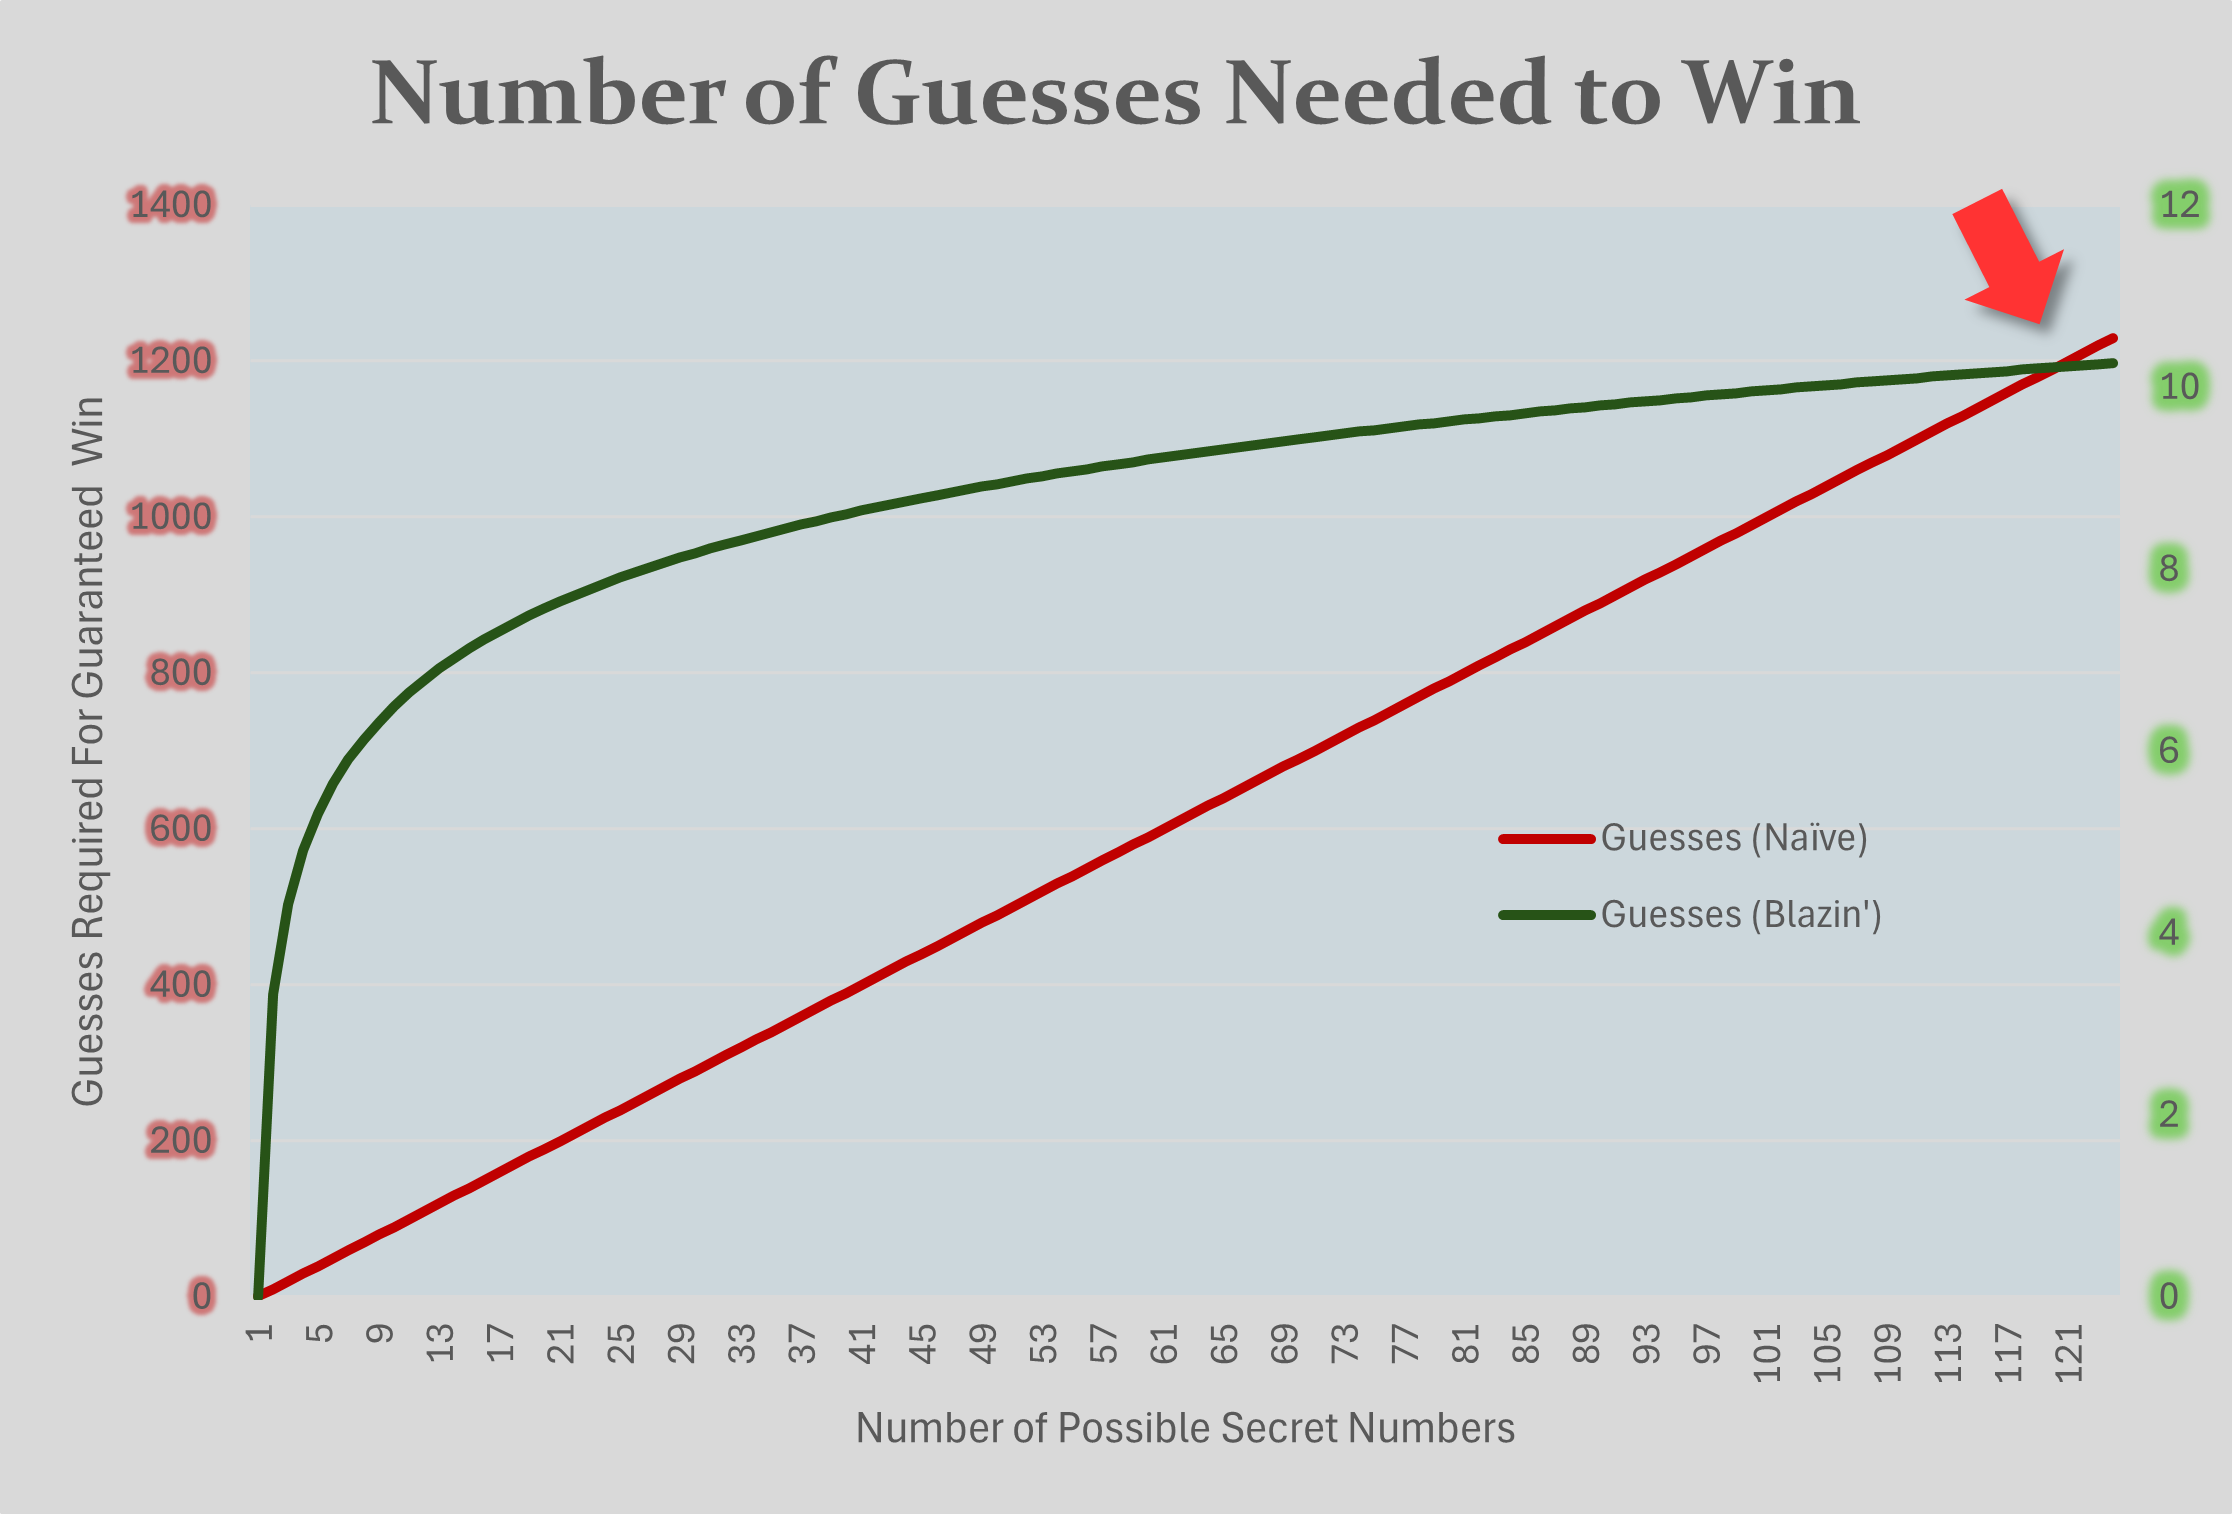 Number of Guesses Needed to Win
1400
1200
1000
800
600
400
200
0
12
10
8
6
4
2
0
Guesses Required For Guaranteed  Win
Guesses (Naïve)
Guesses (Blazin')
1 5 9 13 17 21 25 29 33 37 41 45 49 53 57 61 65 69 73 77 81 85 89 93 97 101 105 109 113 117 121
Number of Possible Secret Numbers